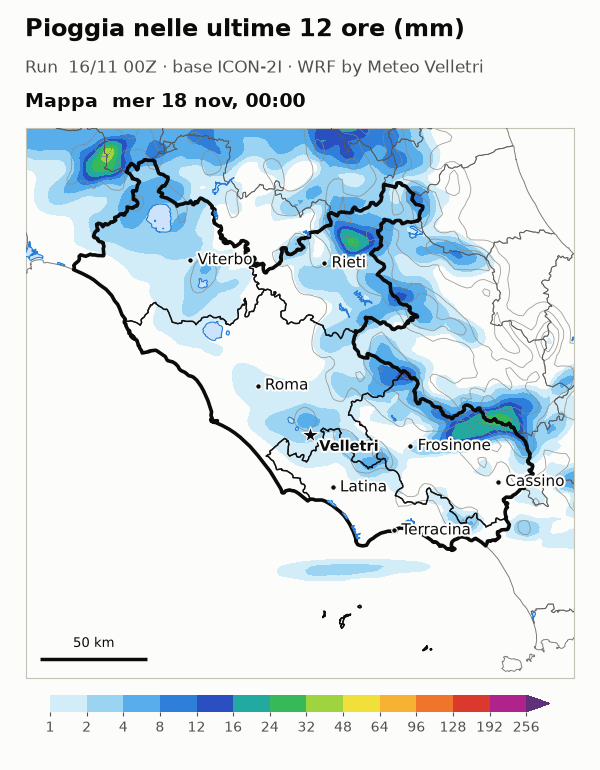 Pioggia nelle ultime 12 ore (mm)
Run  16/11 00Z · base ICON-2I · WRF by Meteo Velletri
Mappa  mer 18 nov, 00:00
Viterbo
Rieti
Roma
Velletri
Frosinone
Latina
Cassino
Terracina
50 km
1 2 4 8 12 16 24 32 48 64 96 128 192 256